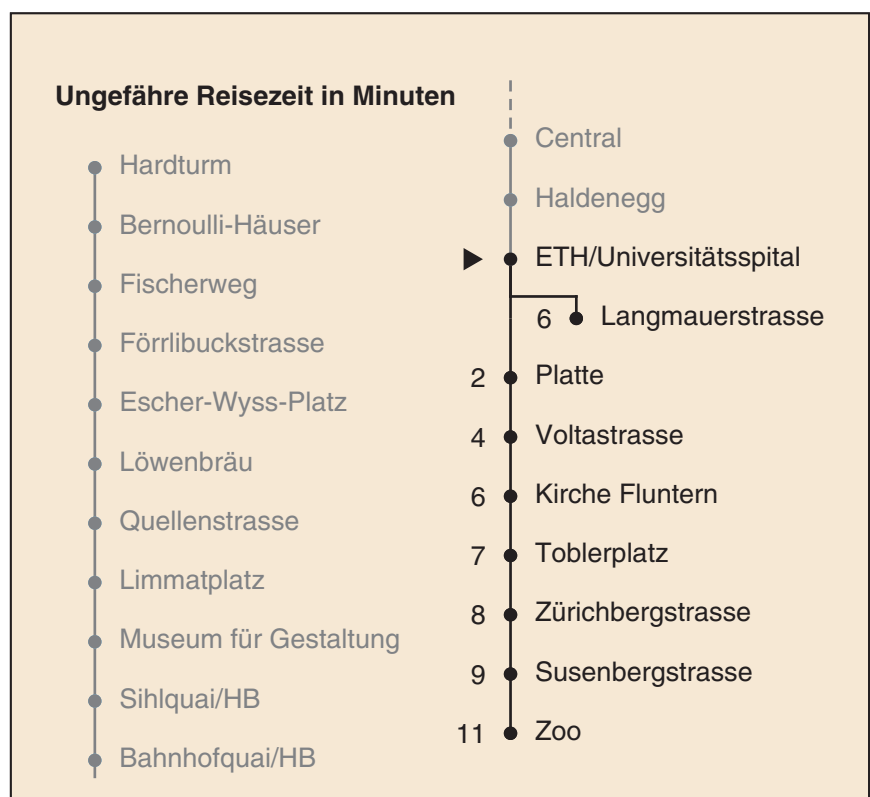 Ungefähre Reisezeit in Minuten
Hardturm
Bernoulli-Häuser
Fischerweg
Förrlibuckstrasse
Escher-Wyss-Platz
Löwenbräu
Quellenstrasse
Limmatplatz
Museum für Gestaltung
Sihlquai/HB
Bahnhofquai/HB
Central
Haldenegg
ETH/Universitätsspital
6 Langmauerstrasse
2 Platte
4 Voltastrasse
6 Kirche Fluntern
7 Toblerplatz
8 Zürichbergstrasse
9 Susenbergstrasse
11 Zoo